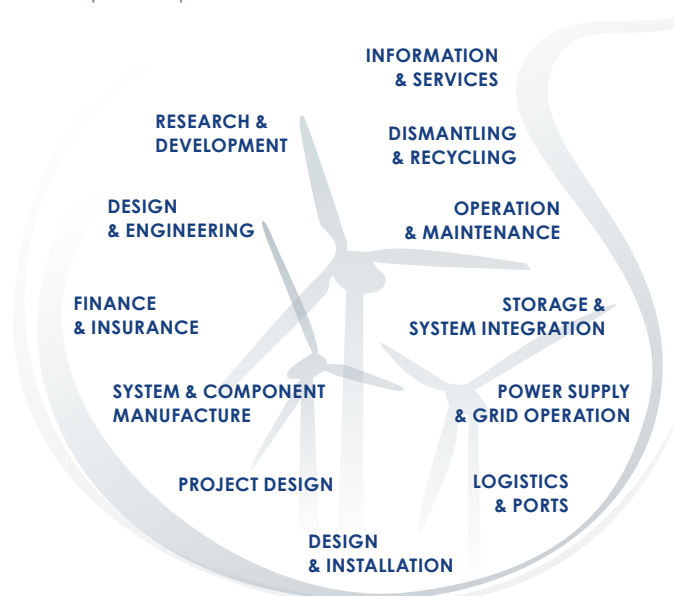 INFORMATION
& SERVICES
RESEARCH &
DEVELOPMENT
DISMANTLING
& RECYCLING
DESIGN
& ENGINEERING
OPERATION
& MAINTENANCE
FINANCE
& INSURANCE
STORAGE &
SYSTEM INTEGRATION
SYSTEM & COMPONENT
MANUFACTURE
POWER SUPPLY
& GRID OPERATION
PROJECT DESIGN
LOGISTICS
& PORTS
DESIGN
& INSTALLATION